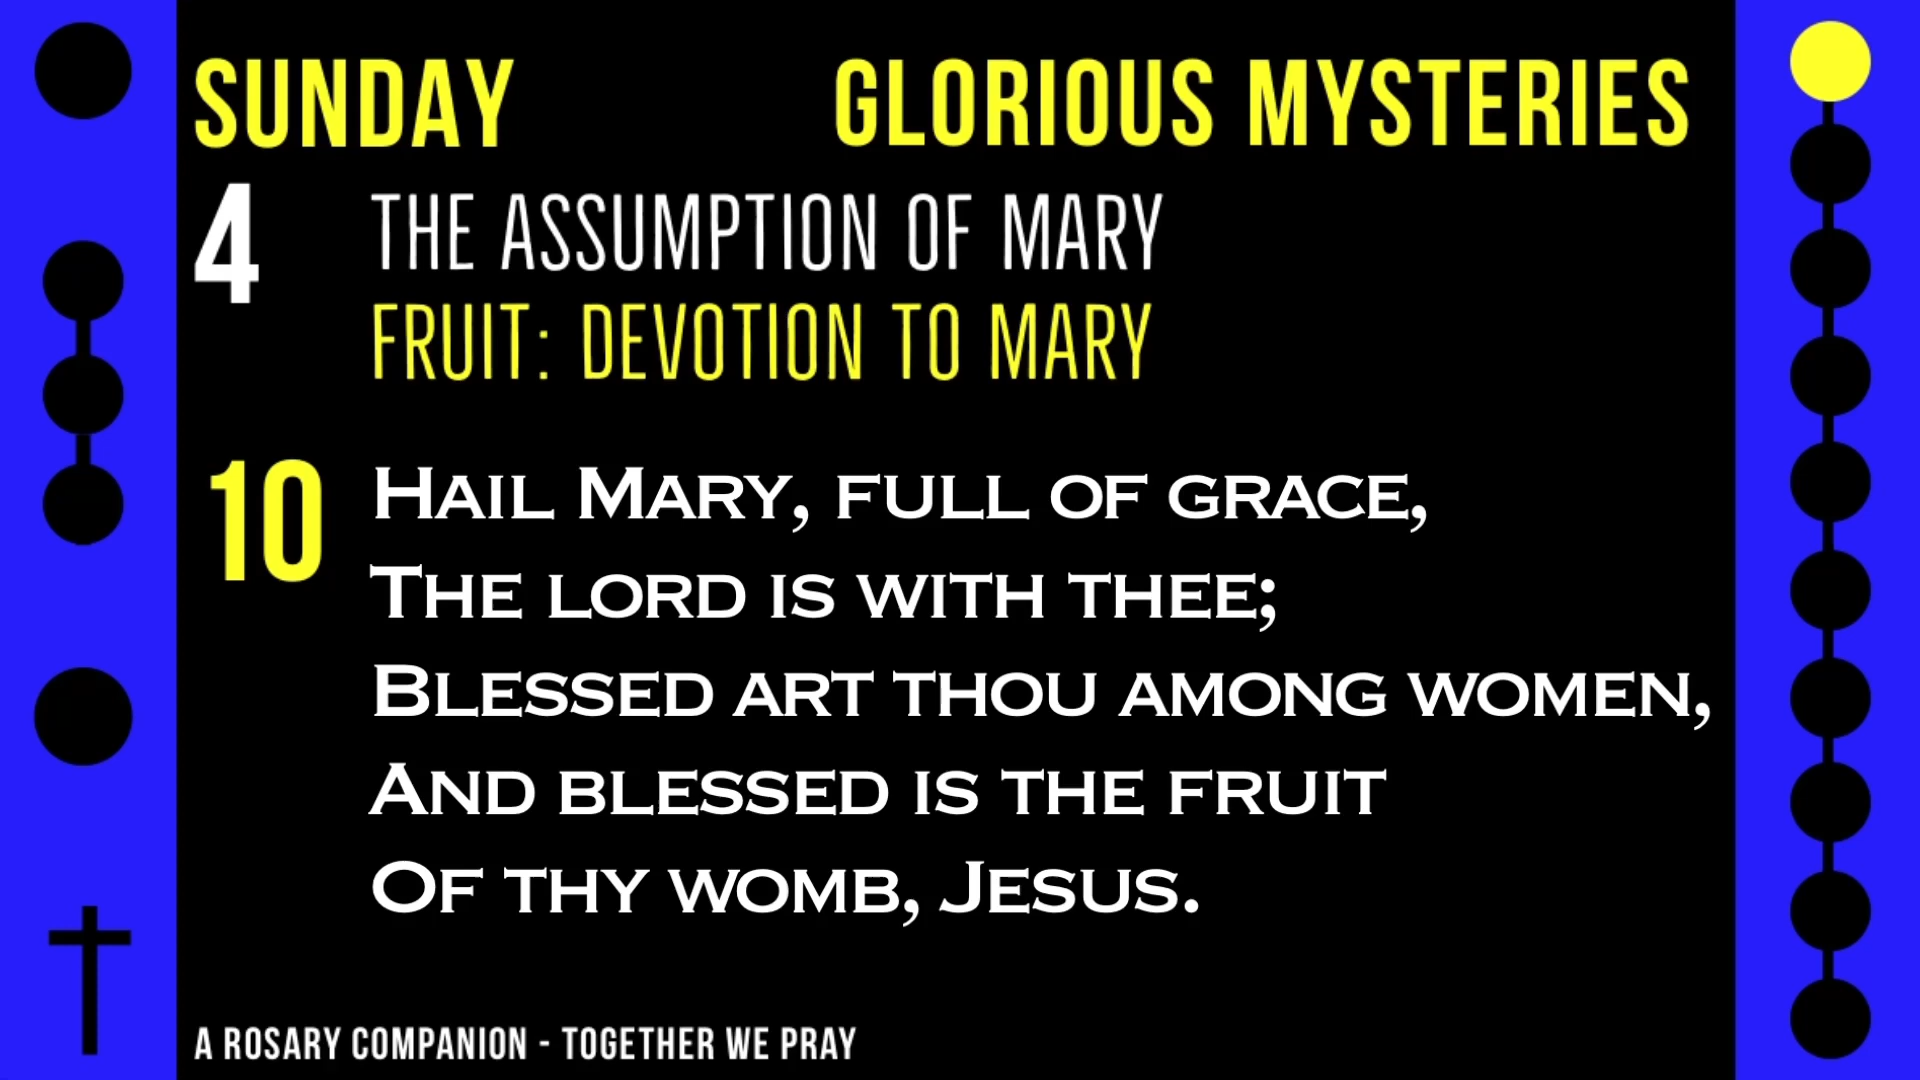 SUNDAY GLORIOUS MYSTERIES
4 THE ASSUMPTION OF MARY
FRUIT: DEVOTION TO MARY
10 Hail Mary, full of grace,
The lord is with thee;
Blessed art thou among women,
And blessed is the fruit
Of thy womb, Jesus.
A ROSARY COMPANION - TOGETHER WE PRAY